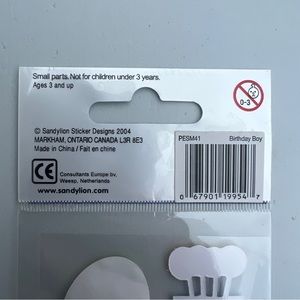 Small parts. Not for children under 3 years.
Ages 3 and up
0-3
© Sandylion Sticker Designs 2004
MARKHAM, ONTARIO CANADA L3R 8E3
Made in China / Fait en chine
PESM41 Birthday Boy
CE
Consultants Europe bv,
Weesp, Netherlands
www.sandylion.com
0 67901 19954 7